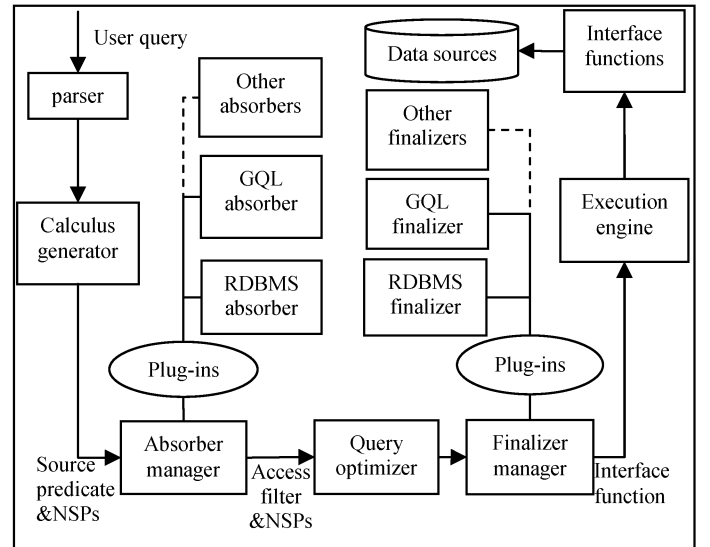 User query
parser
Calculus
generator
Other
absorbers
GQL
absorber
RDBMS
absorber
Plug-ins
Data sources
Interface
functions
Other
finalizers
GQL
finalizer
RDBMS
finalizer
Plug-ins
Execution
engine
Source
predicate
&NSPs
Absorber
manager
Access
filter
&NSPs
Query
optimizer
Finalizer
manager
Interface
function